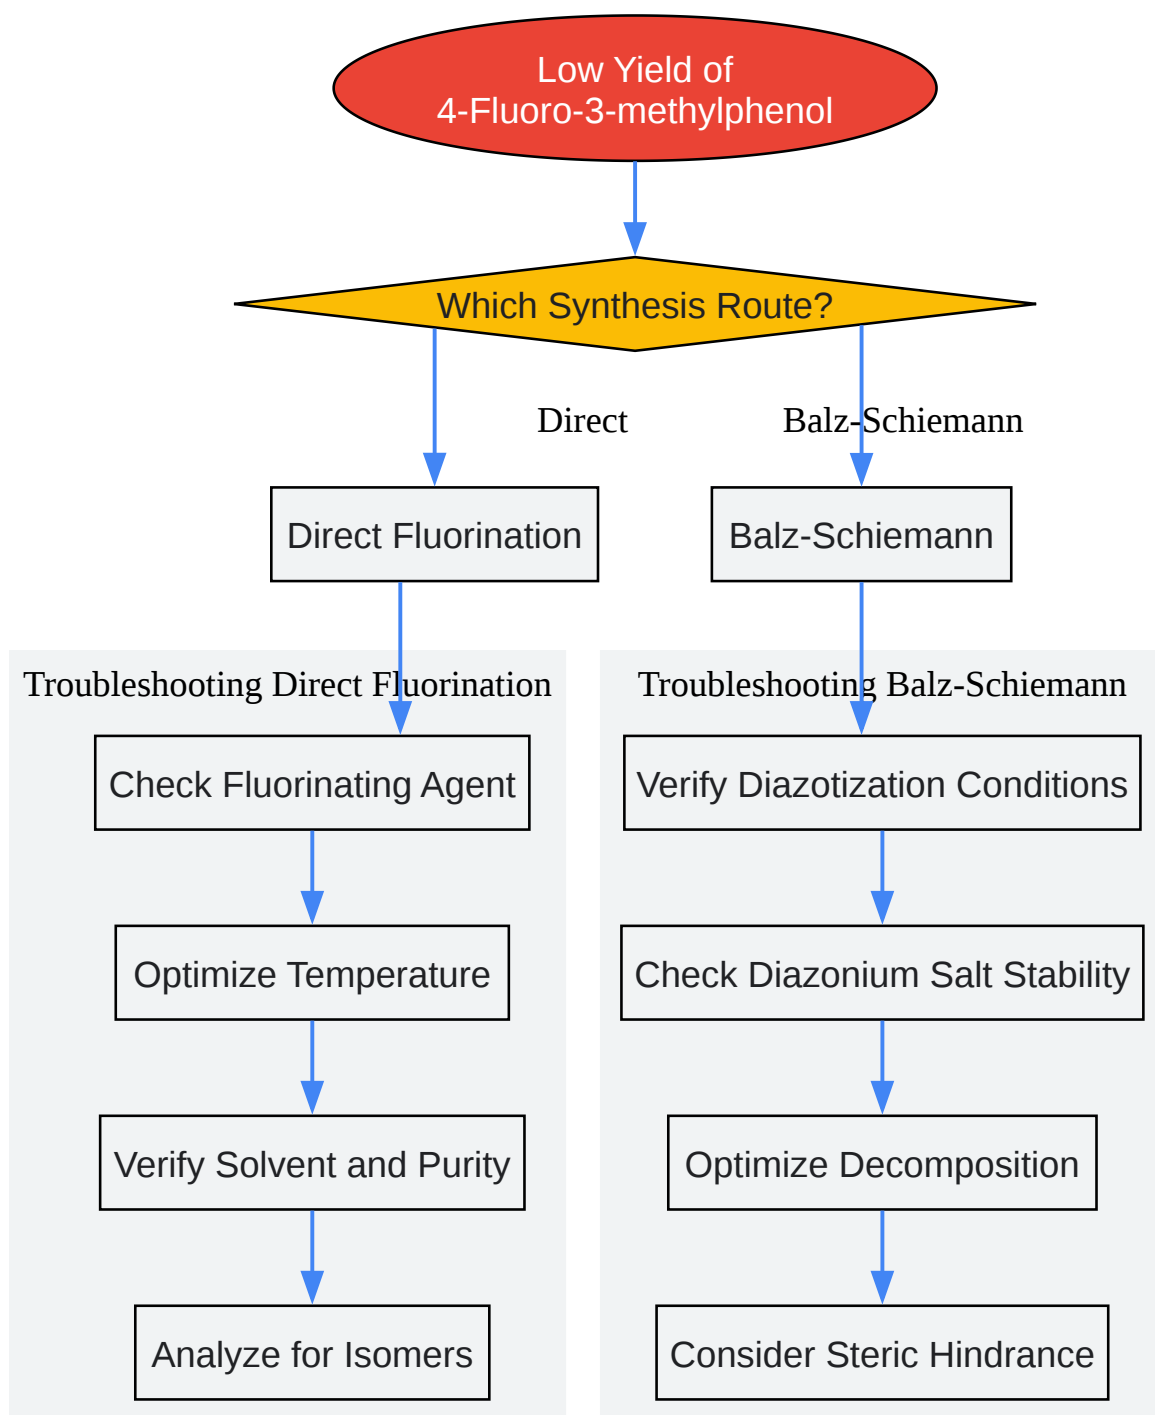 Low Yield of
4-Fluoro-3-methylphenol
Which Synthesis Route?
Direct
Balz-Schiemann
Direct Fluorination
Balz-Schiemann
Troubleshooting Direct Fluorination
Check Fluorinating Agent
Optimize Temperature
Verify Solvent and Purity
Analyze for Isomers
Troubleshooting Balz-Schiemann
Verify Diazotization Conditions
Check Diazonium Salt Stability
Optimize Decomposition
Consider Steric Hindrance